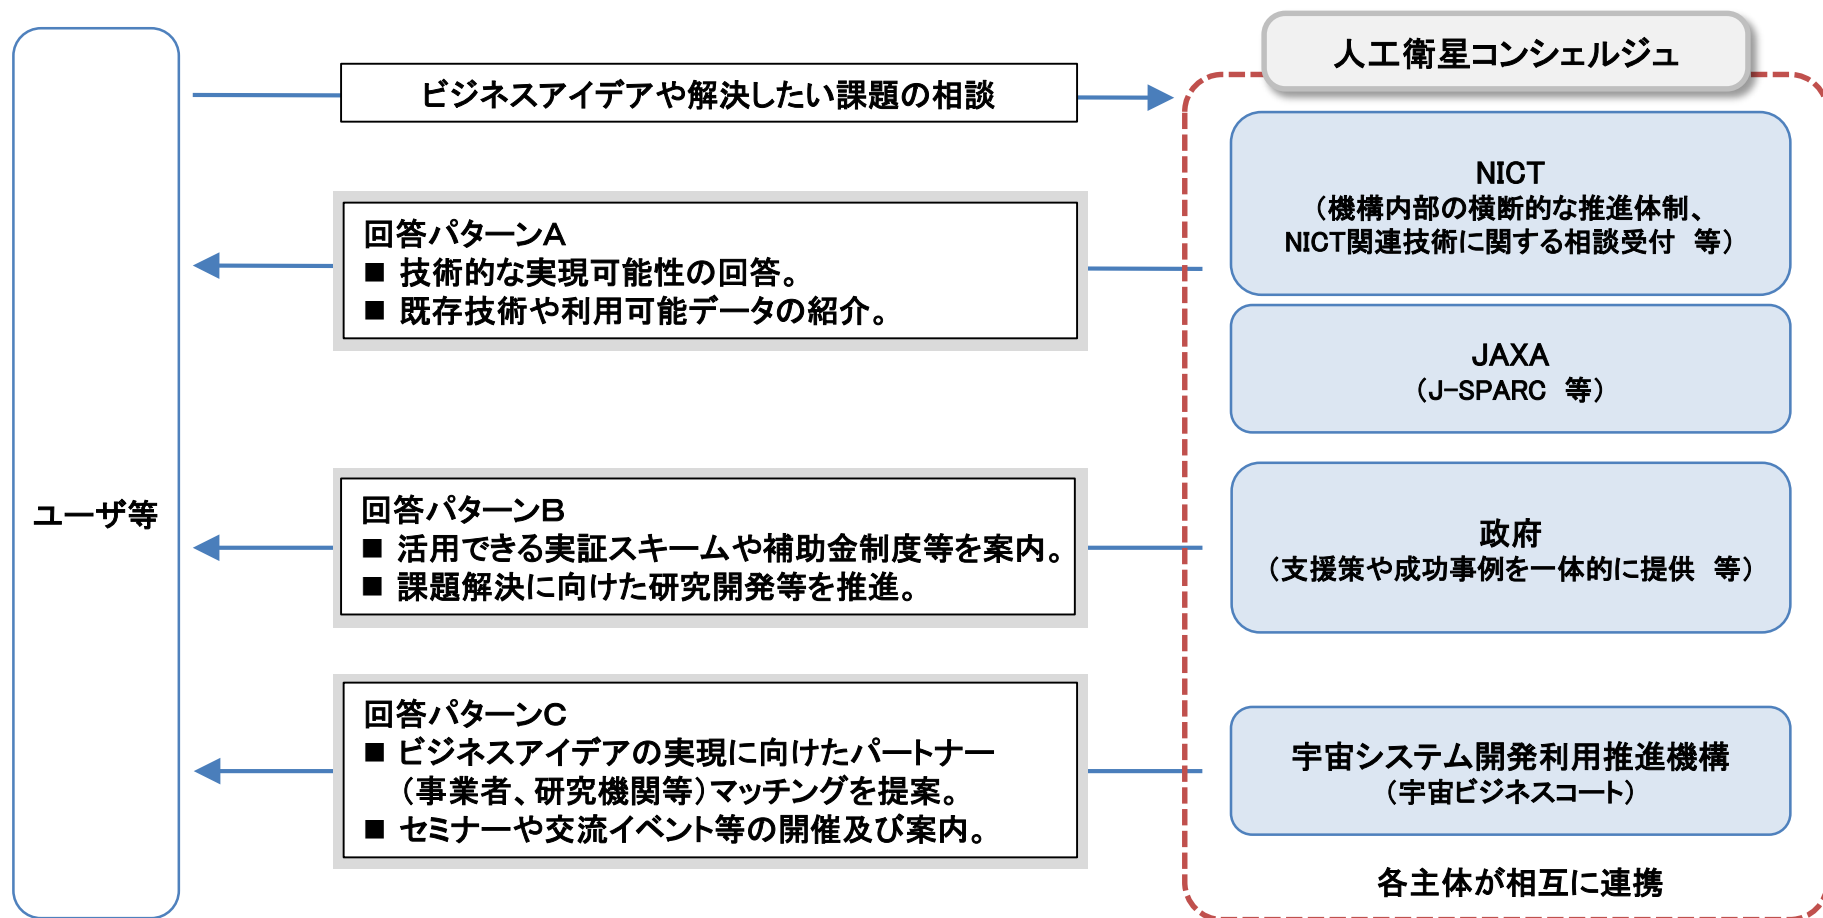 人工衛星コンシェルジュ
ビジネスアイデアや解決したい課題の相談
NICT
（機構内部の横断的な推進体制、
NICT関連技術に関する相談受付　等）
回答パターンA
■ 技術的な実現可能性の回答。
■ 既存技術や利用可能データの紹介。
JAXA
（J-SPARC　等）
ユーザ等
回答パターンB
■ 活用できる実証スキームや補助金制度等を案内。
■ 課題解決に向けた研究開発等を推進。
政府
（支援策や成功事例を一体的に提供　等）
回答パターンC
■ ビジネスアイデアの実現に向けたパートナー
（事業者、研究機関等）マッチングを提案。
■ セミナーや交流イベント等の開催及び案内。
宇宙システム開発利用推進機構
（宇宙ビジネスコート）
各主体が相互に連携